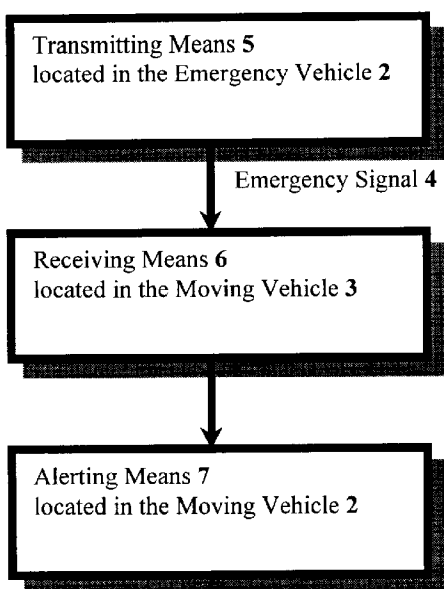 Transmitting Means 5
located in the Emergency Vehicle 2
Emergency Signal 4
Receiving Means 6
located in the Moving Vehicle 3
Alerting Means 7
located in the Moving Vehicle 2